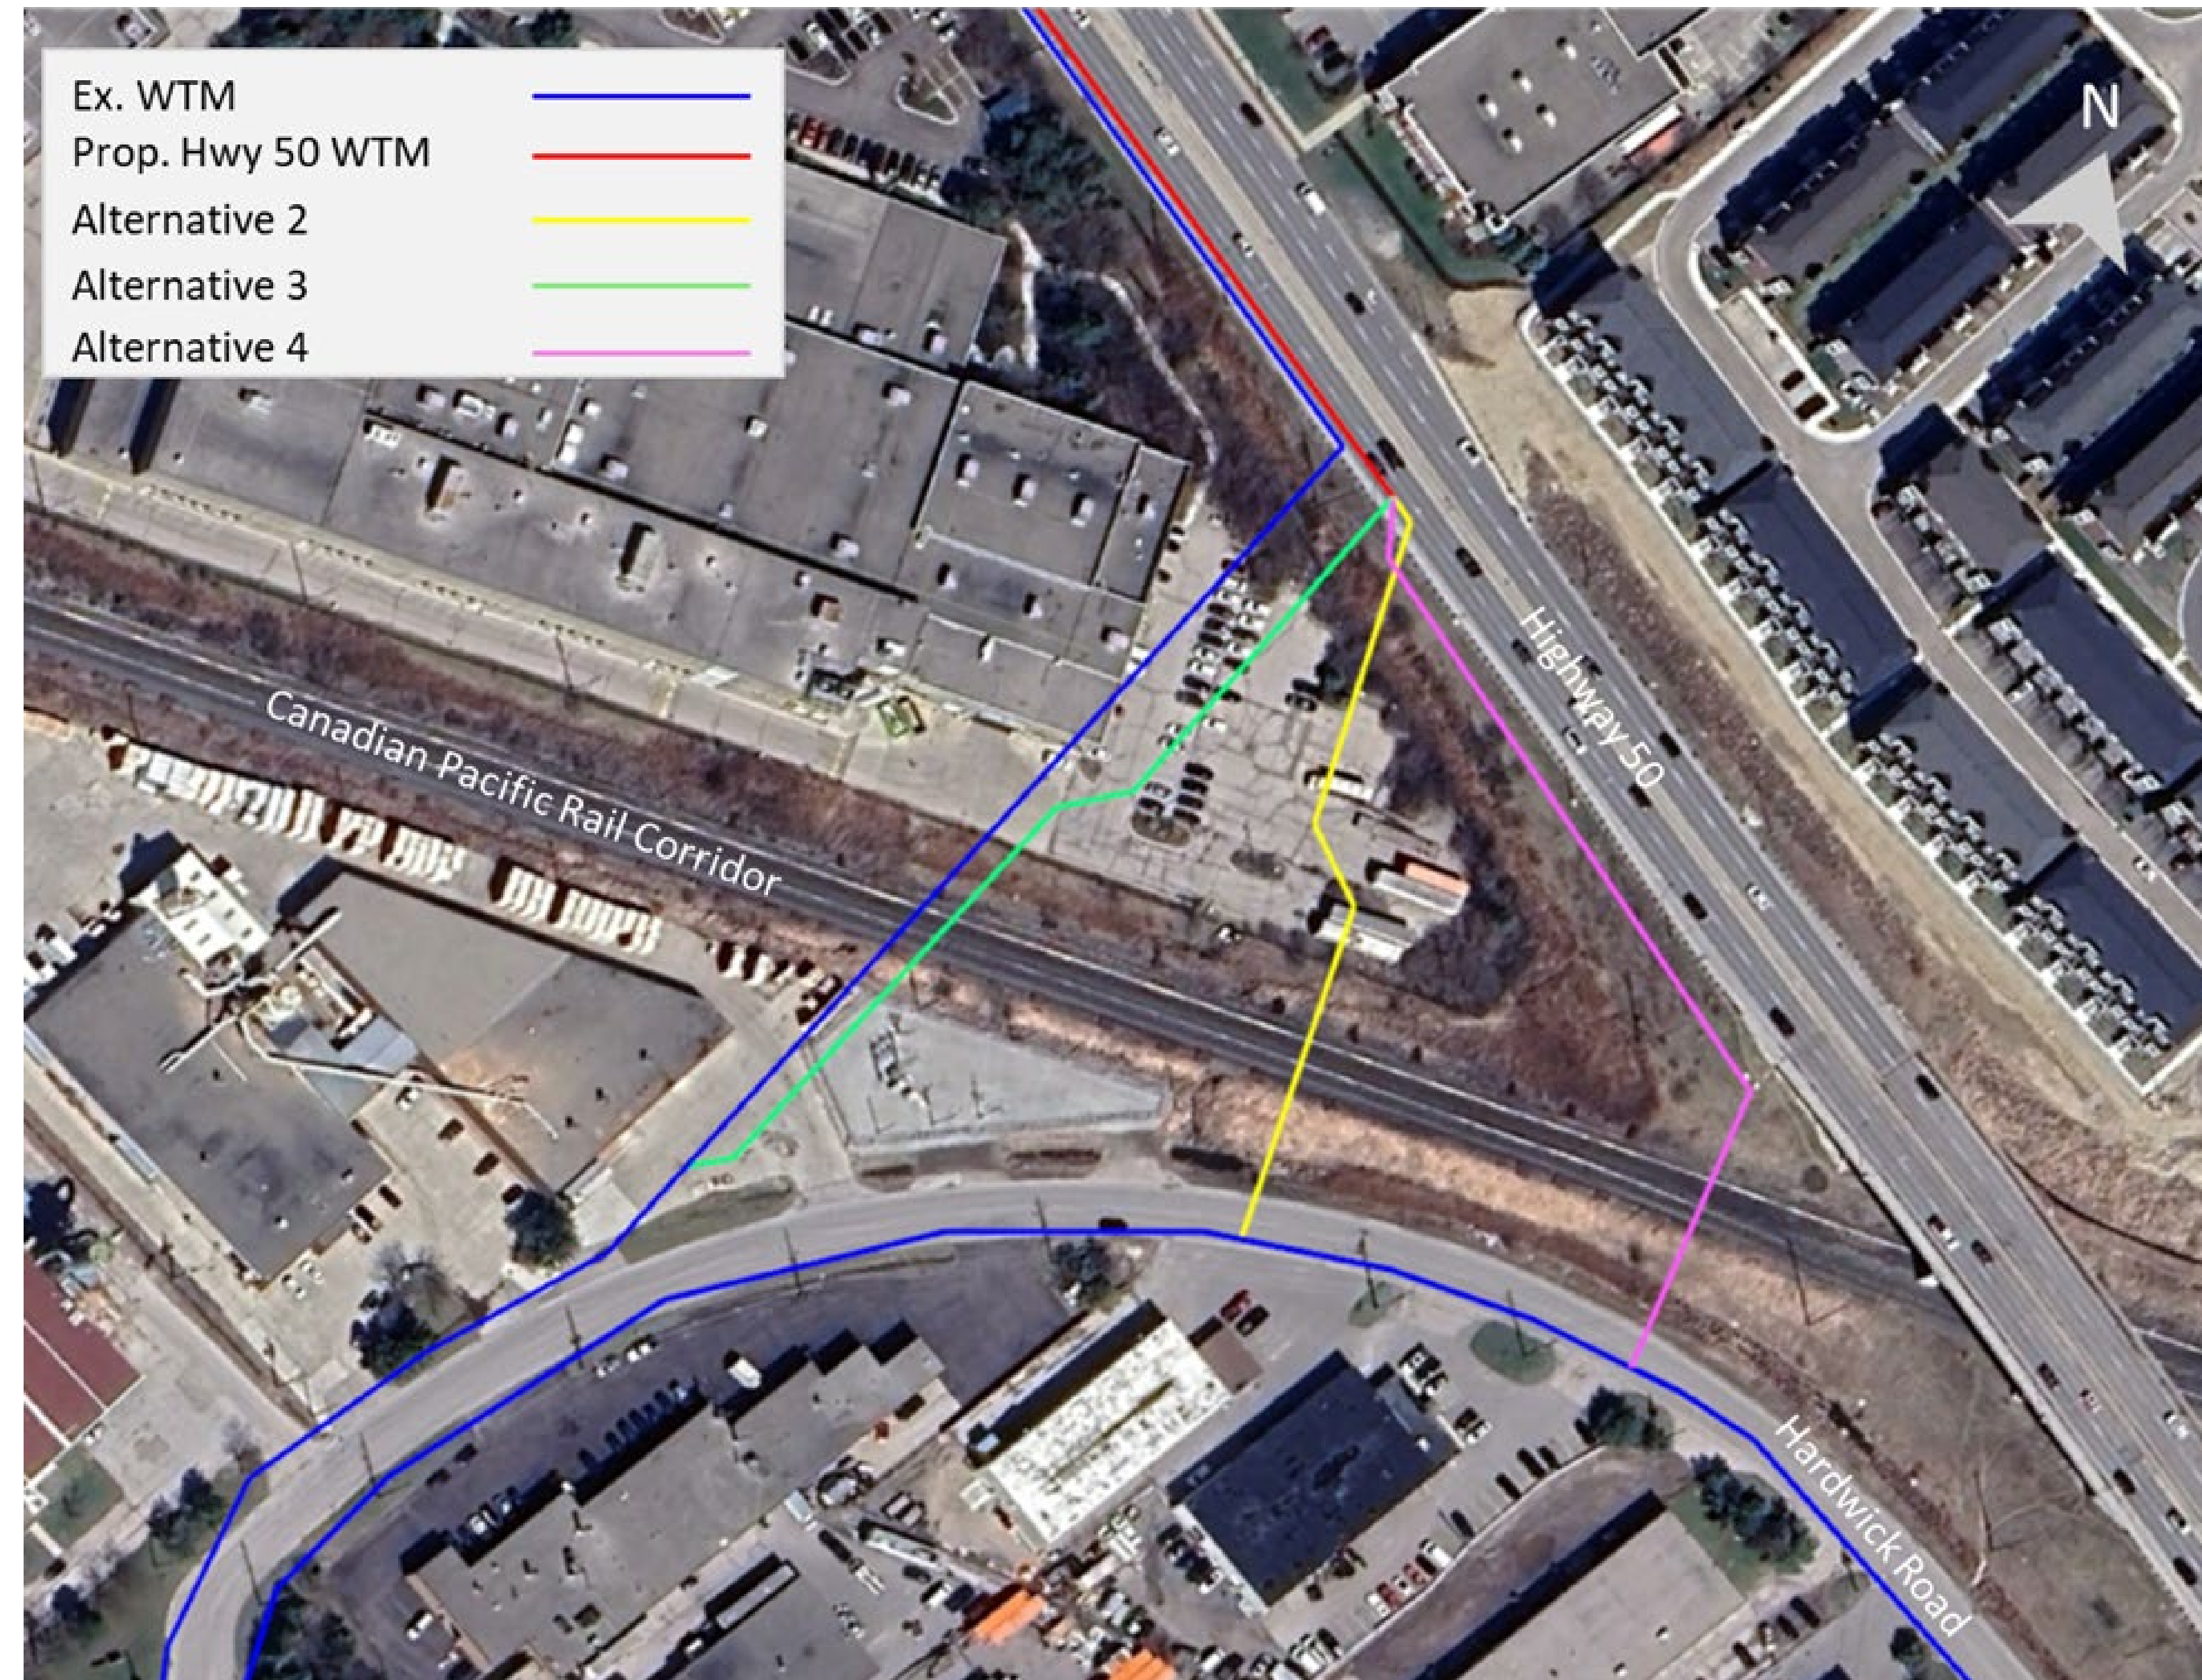 Ex. WTM
Prop. Hwy 50 WTM
Alternative 2
Alternative 3
Alternative 4
N
Highway 50
Canadian Pacific Rail Corridor
Hardwick Road